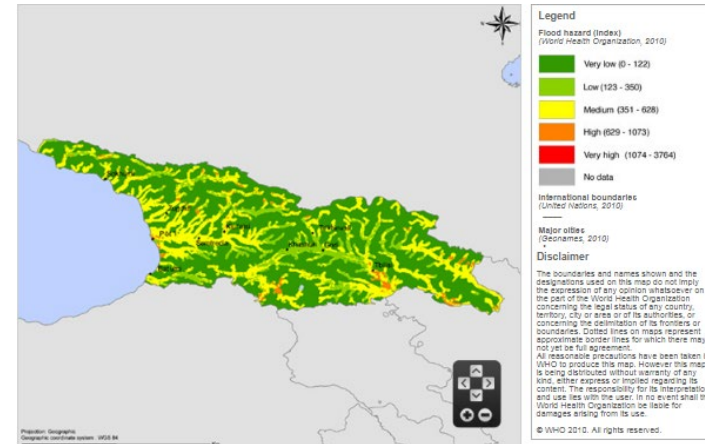 Legend
Flood hazard (Index)
(World Health Organization, 2010)
Very low (0 - 122)
Low (123 - 350)
Medium (351 - 628)
High (629 - 1073)
Very high (1074 - 3764)
No data
International boundaries
(United Nations, 2010)
Major cities
(Geonames, 2010)
Disclaimer
The boundaries and names shown and the
designations used on this map do not imply
the expression of any opinion whatsoever on
the part of the World Health Organization
concerning the legal status of any country,
territory, city or area or of its authorities, or
concerning the delimitation of its frontiers or
boundaries. Dotted lines on maps represent
approximate border lines for which there may
not yet be full agreement.
All reasonable precautions have been taken
WHO to produce this map. However this map
is being distributed without warranty of any
kind, either express or implied regarding its
content. The responsibility for its interpretatio
and use lies with the user. In no event shall th
World Health Organization be liable for
damages arising from its use.
© WHO 2010. All rights reserved.
Poti
Projection: Geographic
Geographic coordinate system: WGS 84